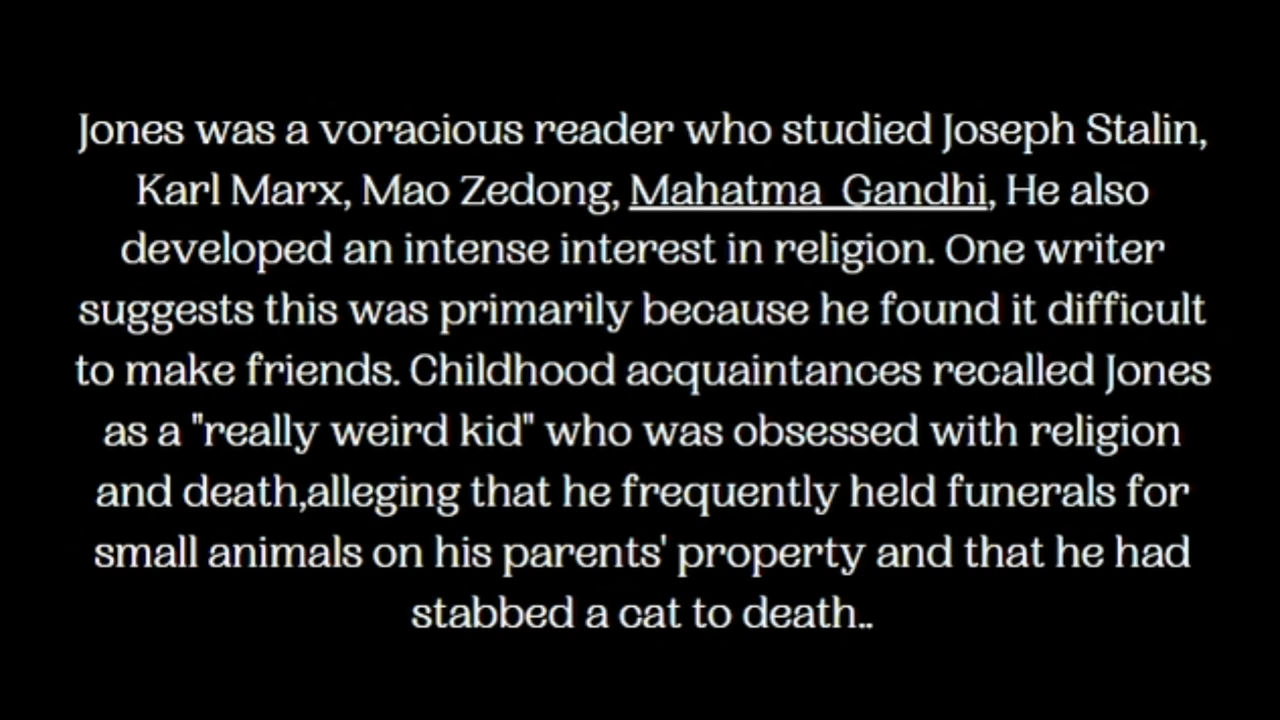 Jones was a voracious reader who studied Joseph Stalin,
Karl Marx, Mao Zedong, Mahatma Gandhi, He also
developed an intense interest in religion. One writer
suggests this was primarily because he found it difficult
to make friends. Childhood acquaintances recalled Jones
as a "really weird kid" who was obsessed with religion
and death,alleging that he frequently held funerals for
small animals on his parents' property and that he had
stabbed a cat to death..